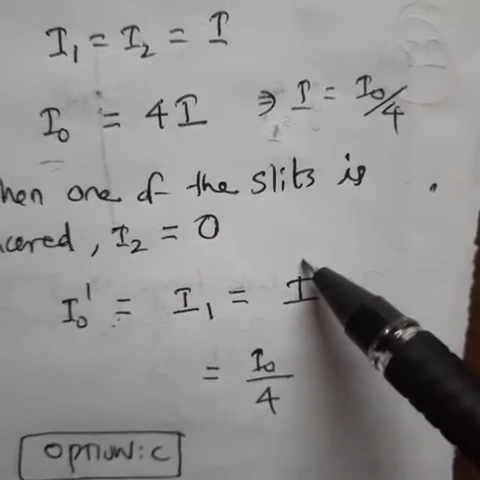 I₁ = I₂ = I
I₀ = 4I ⇒ I = I₀/4
hen one of the slits is
ered, I₂ = 0
I₀' = I₁ = I
= I₀/4
OPTION: C